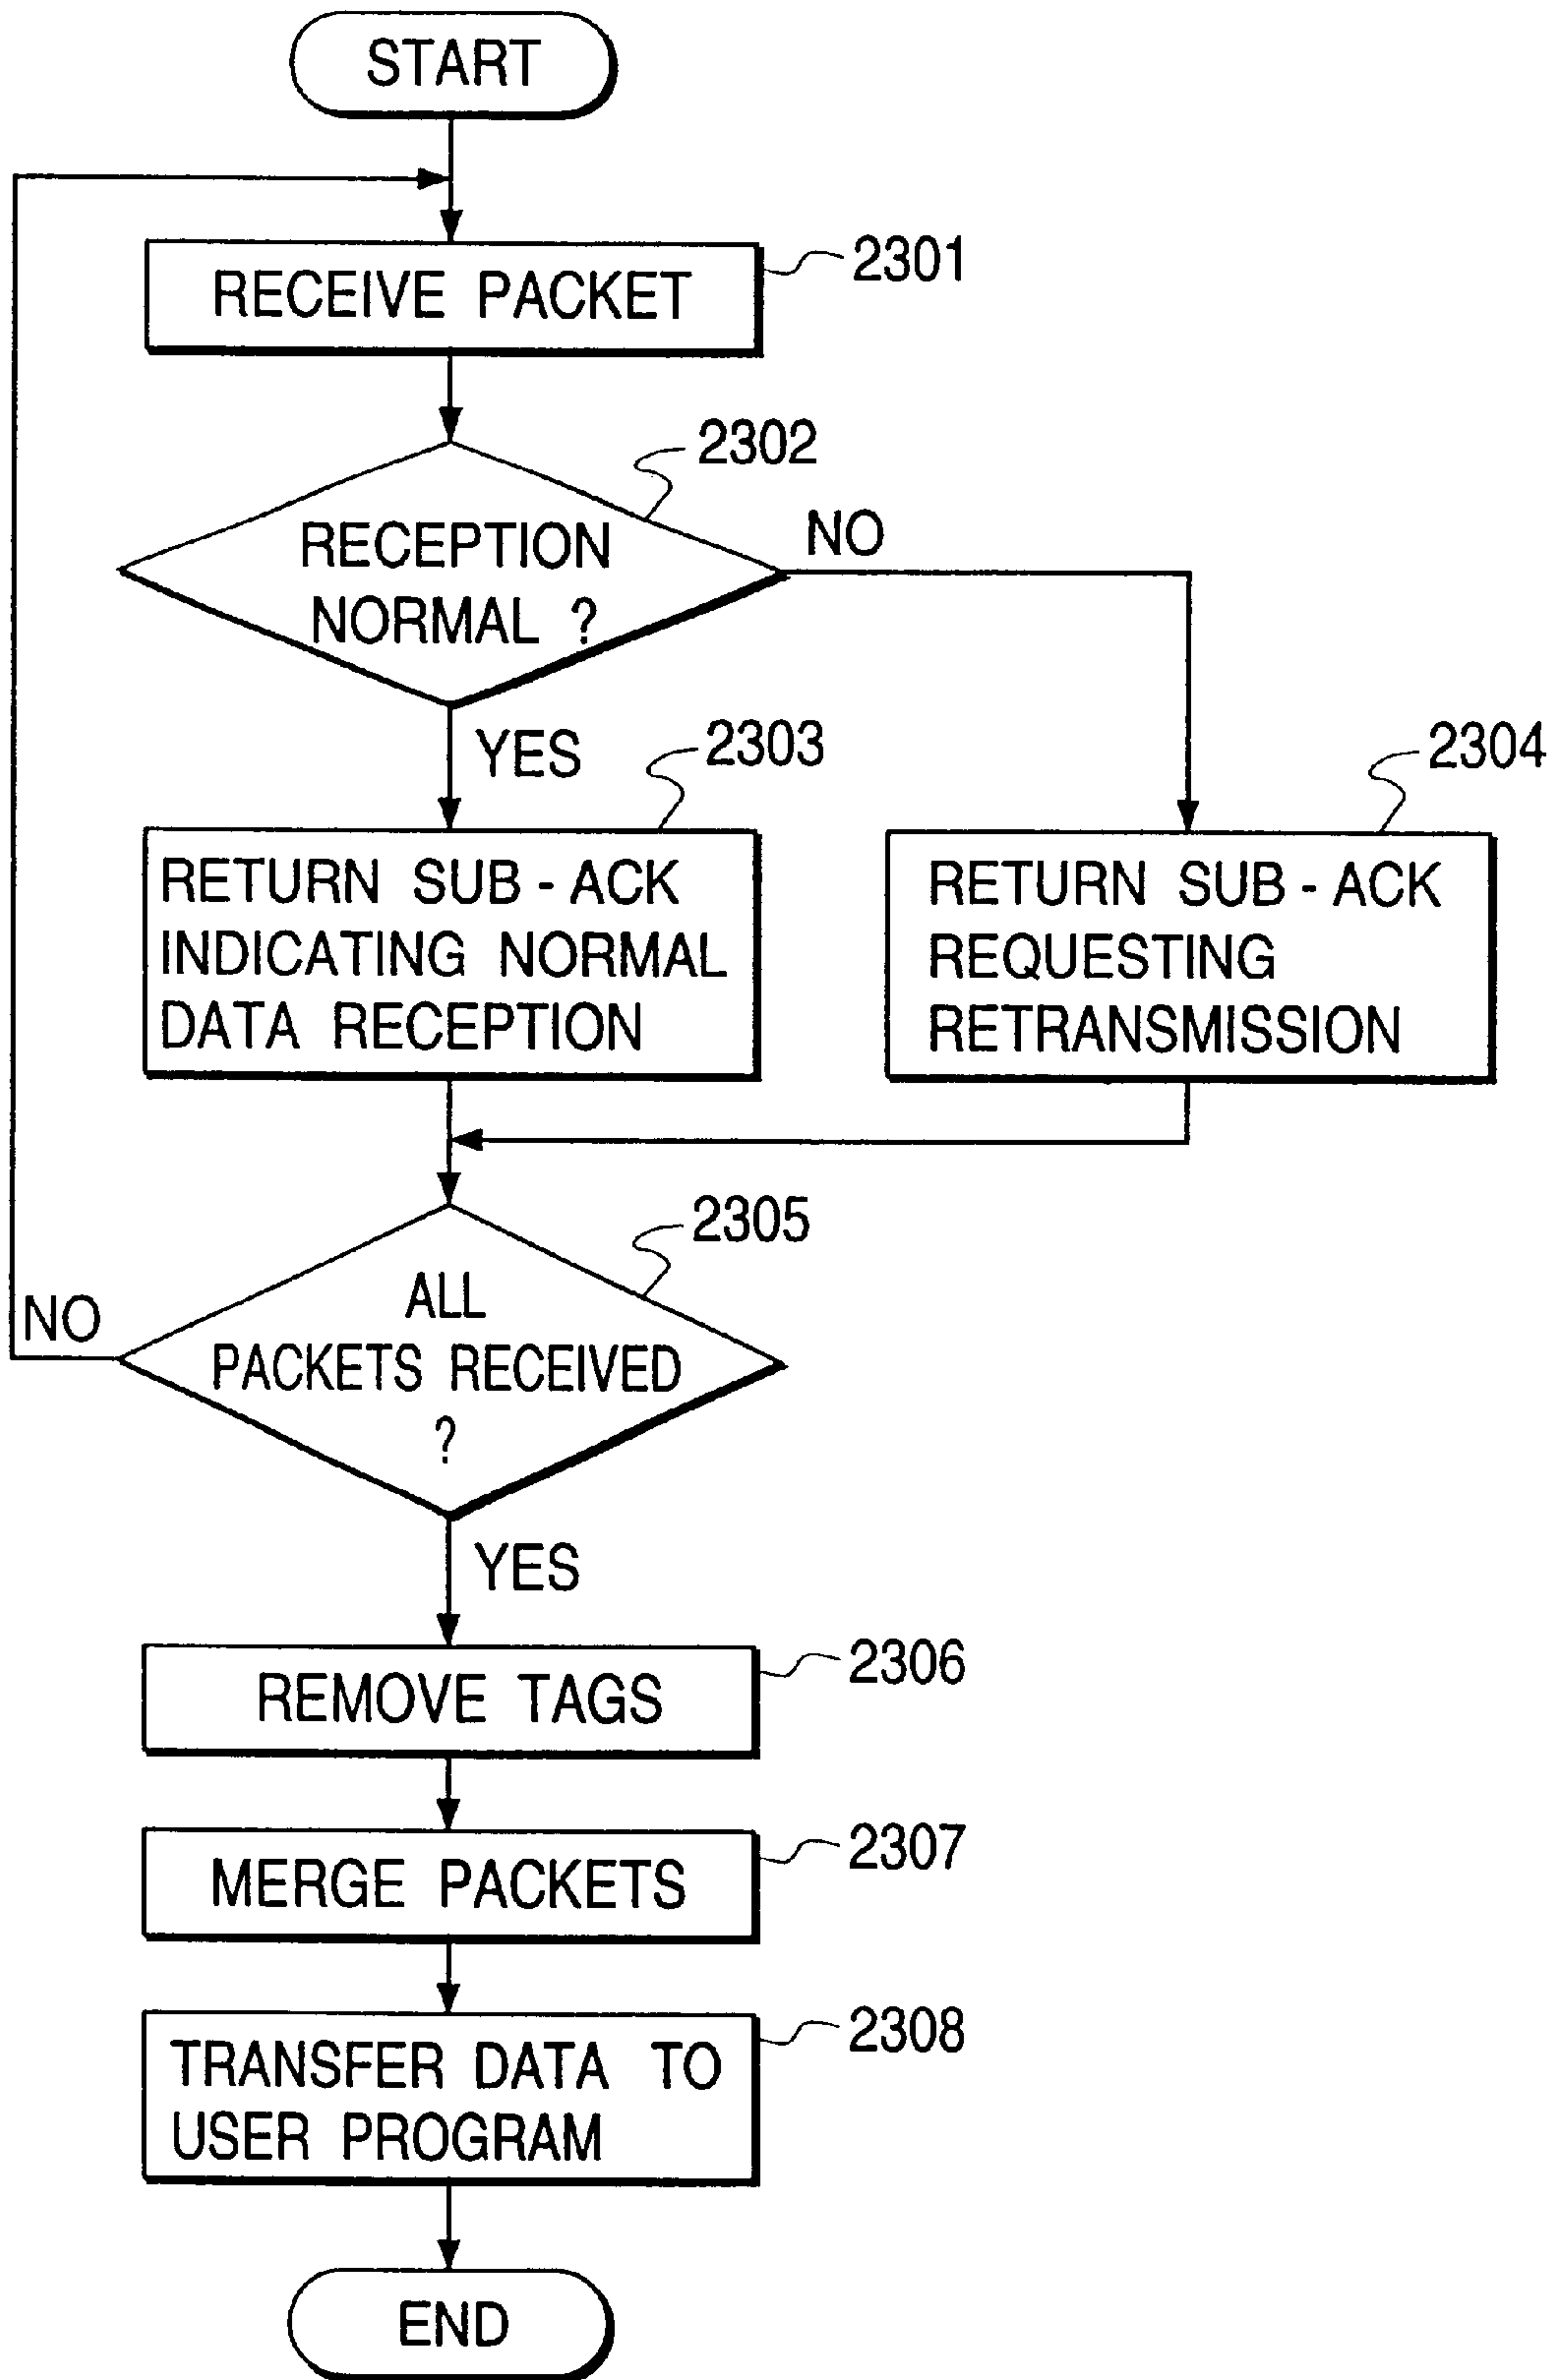 START
RECEIVE PACKET
2301
2302
RECEPTION
NORMAL ?
NO
YES
2303
RETURN SUB - ACK
INDICATING NORMAL
DATA RECEPTION
2304
RETURN SUB - ACK
REQUESTING
RETRANSMISSION
2305
ALL
PACKETS RECEIVED
?
NO
YES
REMOVE TAGS
2306
MERGE PACKETS
2307
TRANSFER DATA TO
USER PROGRAM
2308
END